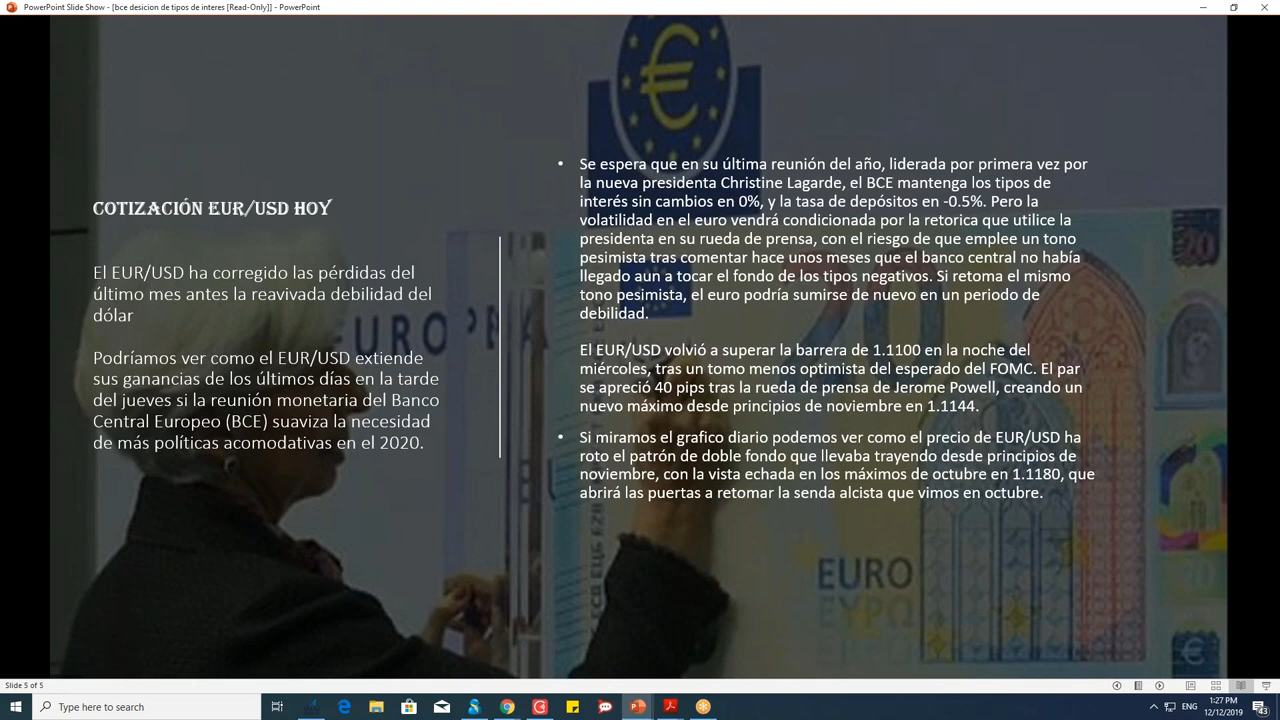 PowerPoint Slide Show - [bce desicion de tipos de interes [Read-Only]] - PowerPoint
COTIZACIÓN EUR/USD HOY
El EUR/USD ha corregido las pérdidas del
último mes antes la reavivada debilidad del
dólar
Podríamos ver como el EUR/USD extiende
sus ganancias de los últimos días en la tarde
del jueves si la reunión monetaria del Banco
Central Europeo (BCE) suaviza la necesidad
de más políticas acomodativas en el 2020.
• Se espera que en su última reunión del año, liderada por primera vez por
la nueva presidenta Christine Lagarde, el BCE mantenga los tipos de
interés sin cambios en 0%, y la tasa de depósitos en -0.5%. Pero la
volatilidad en el euro vendrá condicionada por la retorica que utilice la
presidenta en su rueda de prensa, con el riesgo de que emplee un tono
pesimista tras comentar hace unos meses que el banco central no había
llegado aun a tocar el fondo de los tipos negativos. Si retoma el mismo
tono pesimista, el euro podría sumirse de nuevo en un periodo de
debilidad.
El EUR/USD volvió a superar la barrera de 1.1100 en la noche del
miércoles, tras un tomo menos optimista del esperado del FOMC. El par
se apreció 40 pips tras la rueda de prensa de Jerome Powell, creando un
nuevo máximo desde principios de noviembre en 1.1144.
• Si miramos el grafico diario podemos ver como el precio de EUR/USD ha
roto el patrón de doble fondo que llevaba trayendo desde principios de
noviembre, con la vista echada en los máximos de octubre en 1.1180, que
abrirá las puertas a retomar la senda alcista que vimos en octubre.
EURO
Slide 5 of 5
Type here to search
ENG
1:27 PM
12/12/2019
43